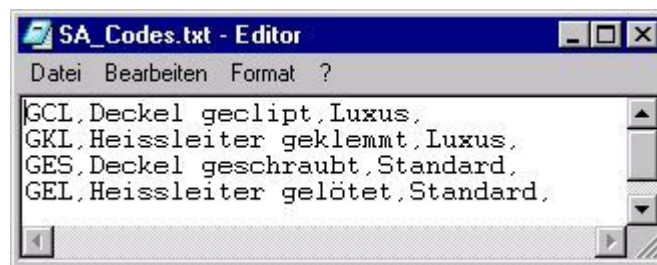 SA_Codes.txt - Editor
Datei Bearbeiten Format ?
GCL,Deckel geclipt,Luxus,
GKL,Heissleiter geklemmt,Luxus,
GES,Deckel geschraubt,Standard,
GEL,Heissleiter gelötet,Standard,